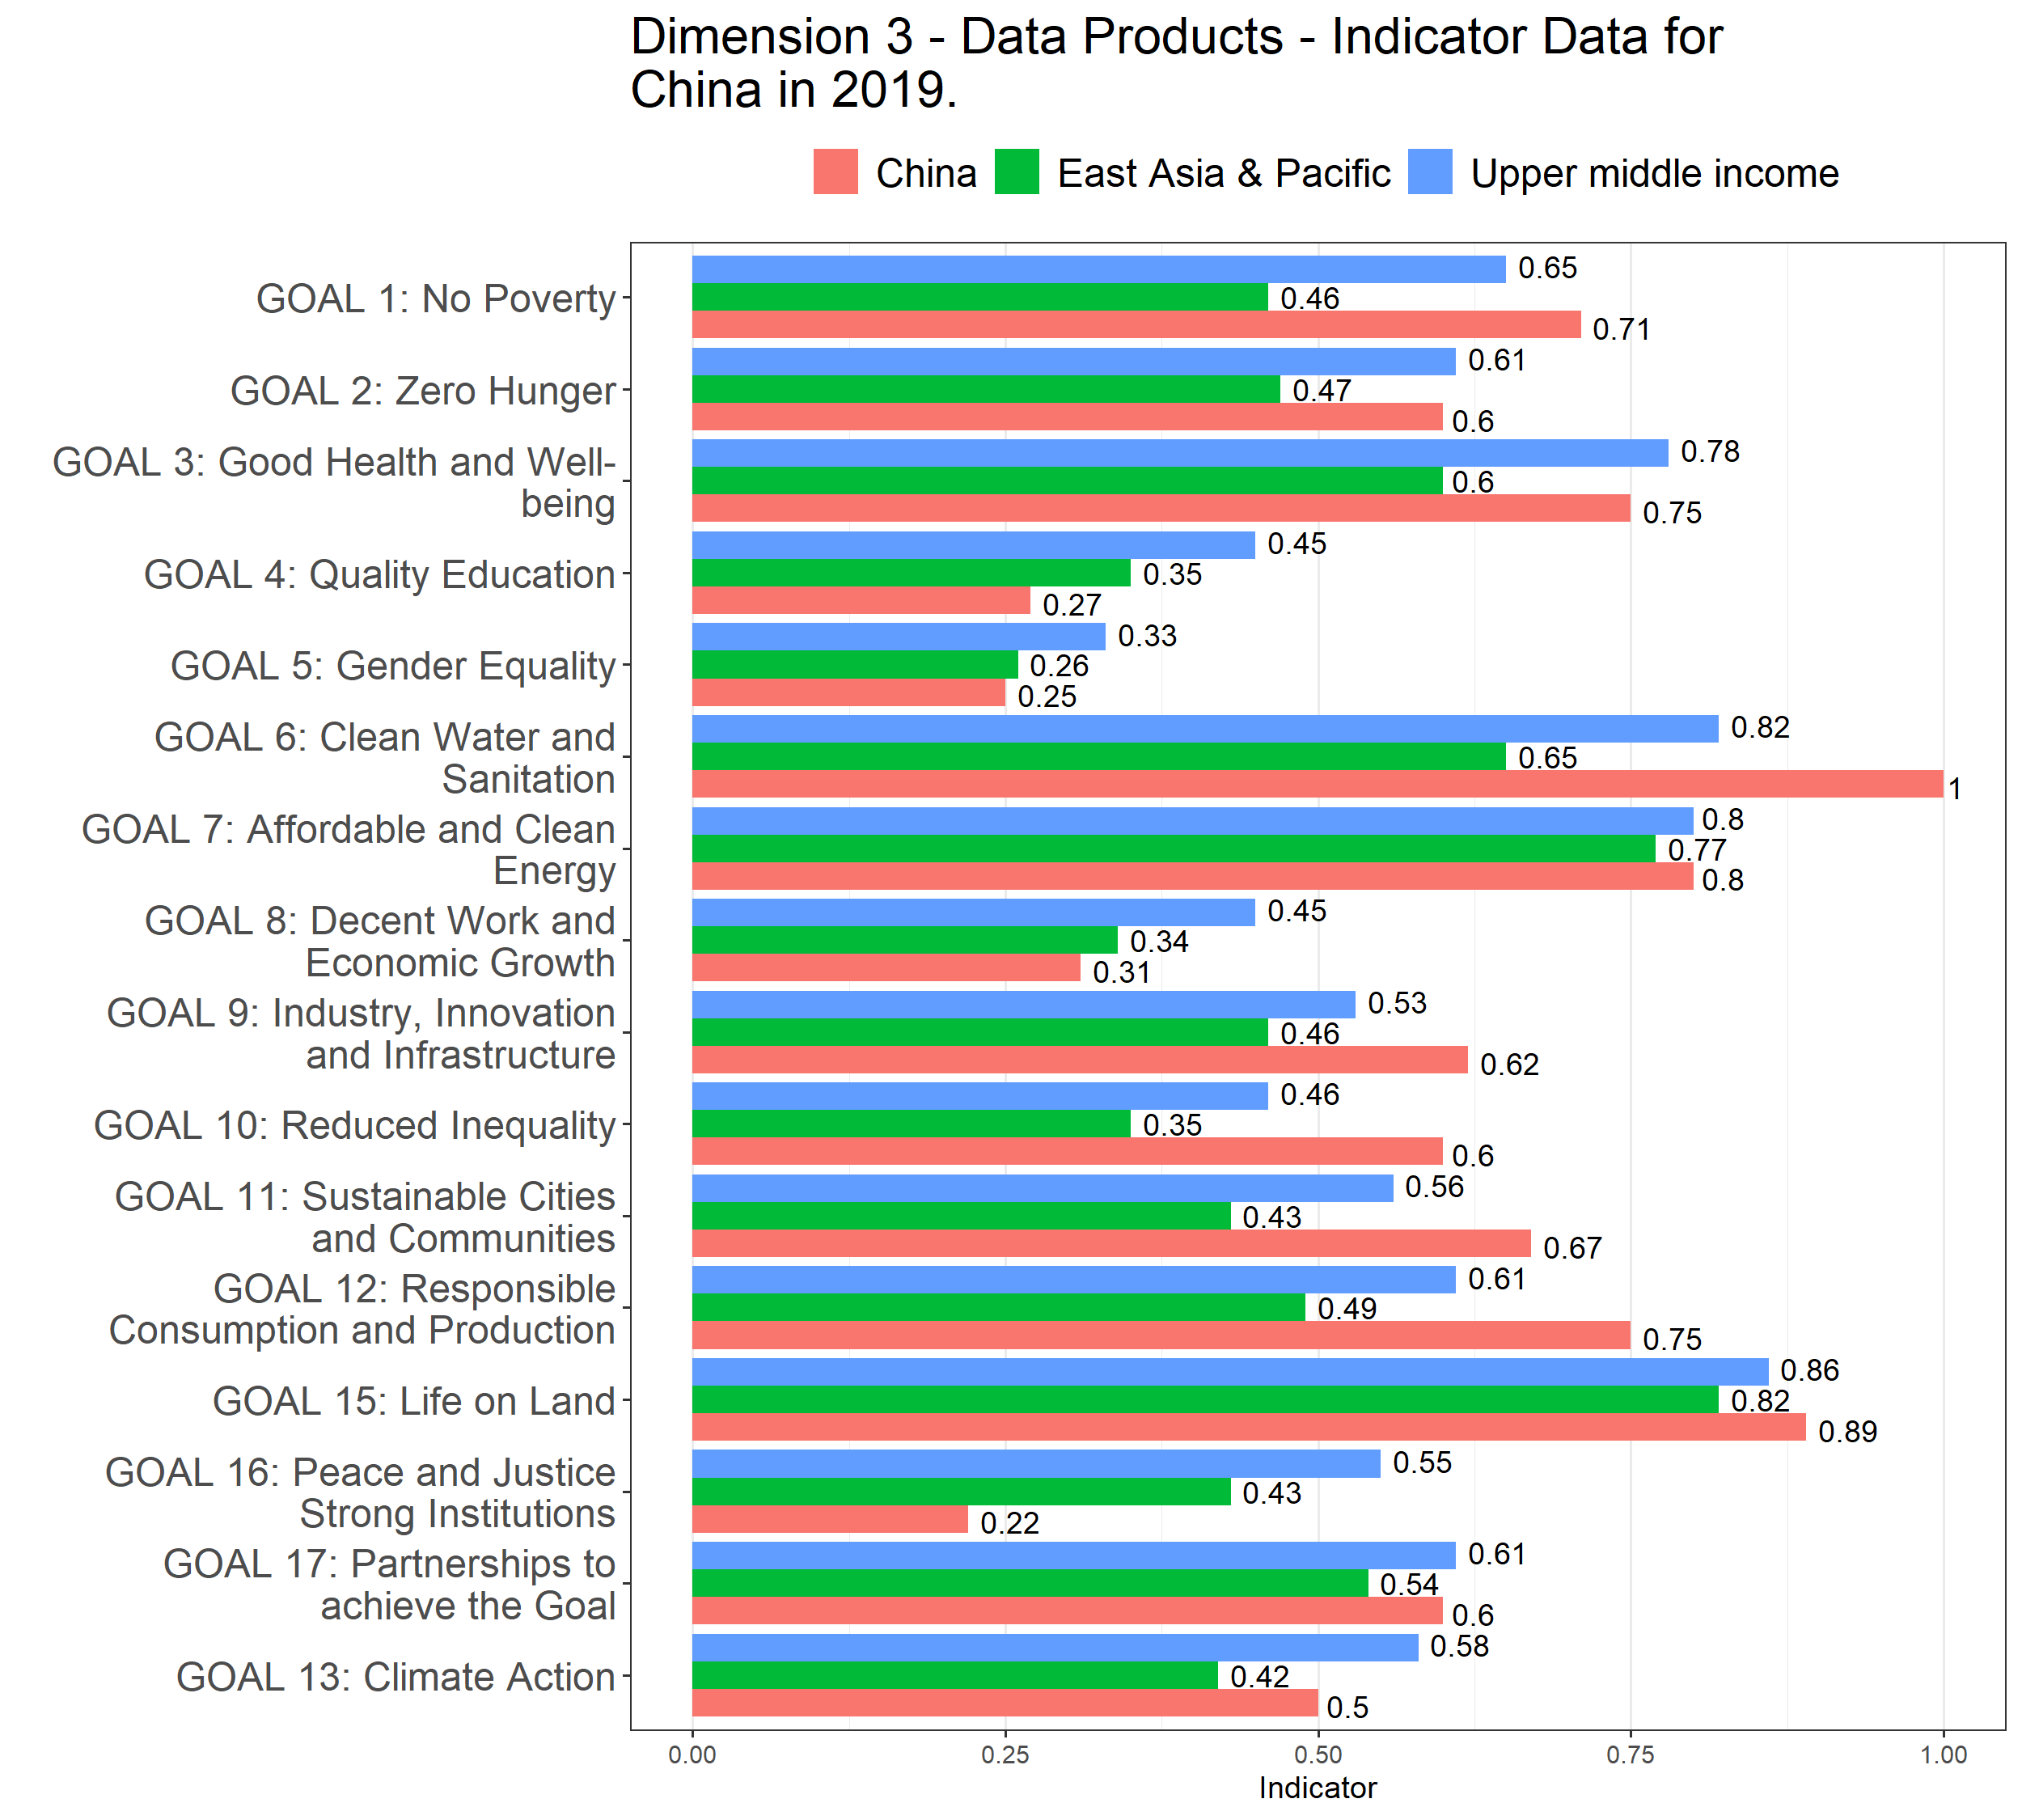 Dimension 3 - Data Products - Indicator Data for
China in 2019.
China East Asia & Pacific Upper middle income
GOAL 1: No Poverty
0.65
0.46
0.71
GOAL 2: Zero Hunger
0.61
0.47
0.6
GOAL 3: Good Health and Well-
being
0.78
0.6
0.75
GOAL 4: Quality Education
0.45
0.35
0.27
GOAL 5: Gender Equality
0.33
0.26
0.25
GOAL 6: Clean Water and
Sanitation
0.82
0.65
1
GOAL 7: Affordable and Clean
Energy
0.8
0.77
0.8
GOAL 8: Decent Work and
Economic Growth
0.45
0.34
0.31
GOAL 9: Industry, Innovation
and Infrastructure
0.53
0.46
0.62
GOAL 10: Reduced Inequality
0.46
0.35
0.6
GOAL 11: Sustainable Cities
and Communities
0.56
0.43
0.67
GOAL 12: Responsible
Consumption and Production
0.61
0.49
0.75
GOAL 15: Life on Land
0.86
0.82
0.89
GOAL 16: Peace and Justice
Strong Institutions
0.55
0.43
0.22
GOAL 17: Partnerships to
achieve the Goal
0.61
0.54
0.6
GOAL 13: Climate Action
0.58
0.42
0.5
0.00 0.25 0.50 0.75 1.00
Indicator